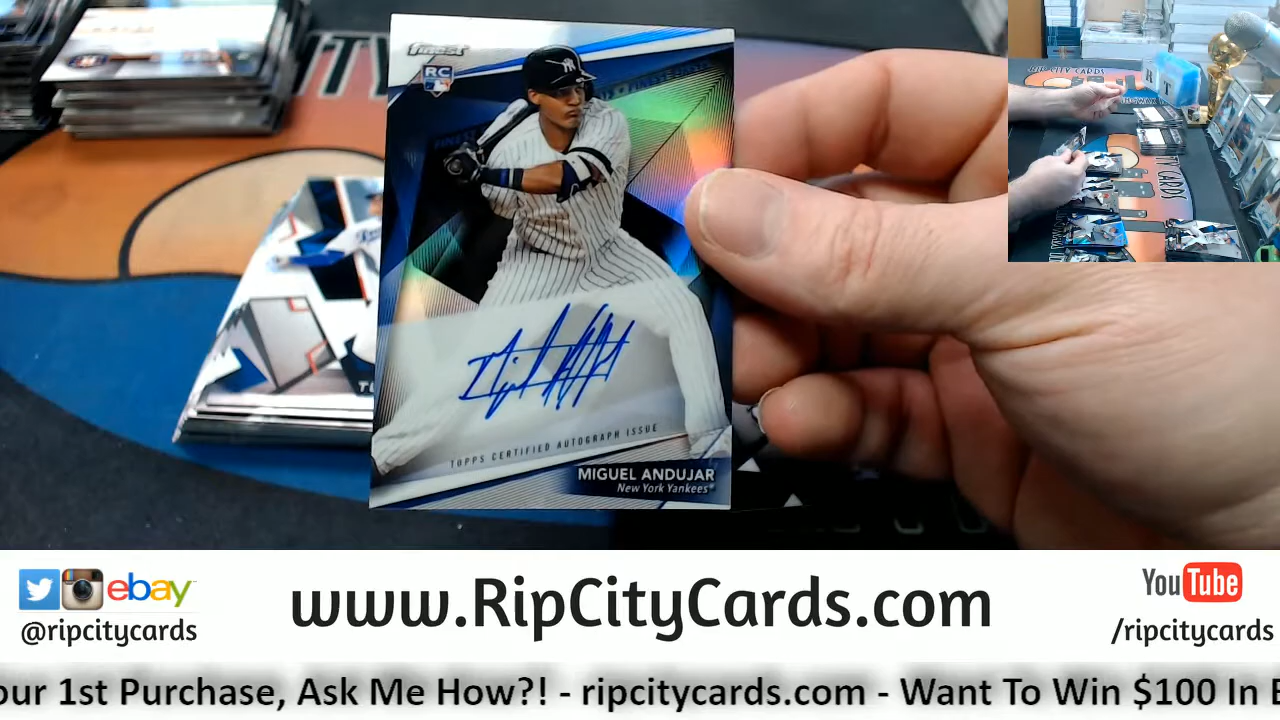 finest
RC
TOPPS CERTIFIED AUTOGRAPH ISSUE
MIGUEL ANDUJAR
New York Yankees
ebay
@ripcitycards
www.RipCityCards.com
YouTube
/ripcitycards
our 1st Purchase, Ask Me How?! - ripcitycards.com - Want To Win $100 In